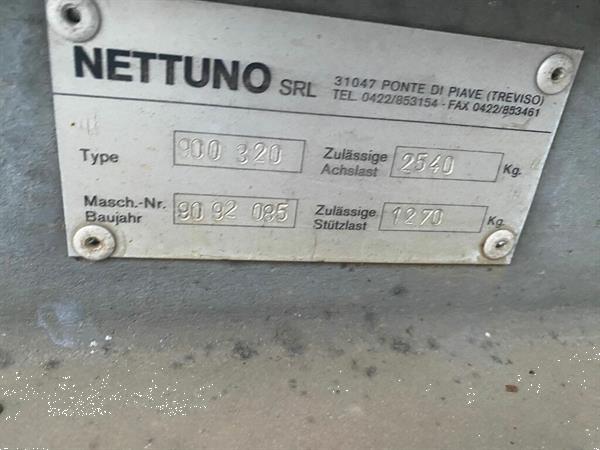 NETTUNO SRL
31047 PONTE DI PIAVE (TREVISO)
TEL. 0422/853154 - FAX 0422/853461
Type 900 320
Zulässige Achslast 2540 Kg.
Masch.-Nr. Baujahr 90 92 085
Zulässige Stützlast 1270 Kg.